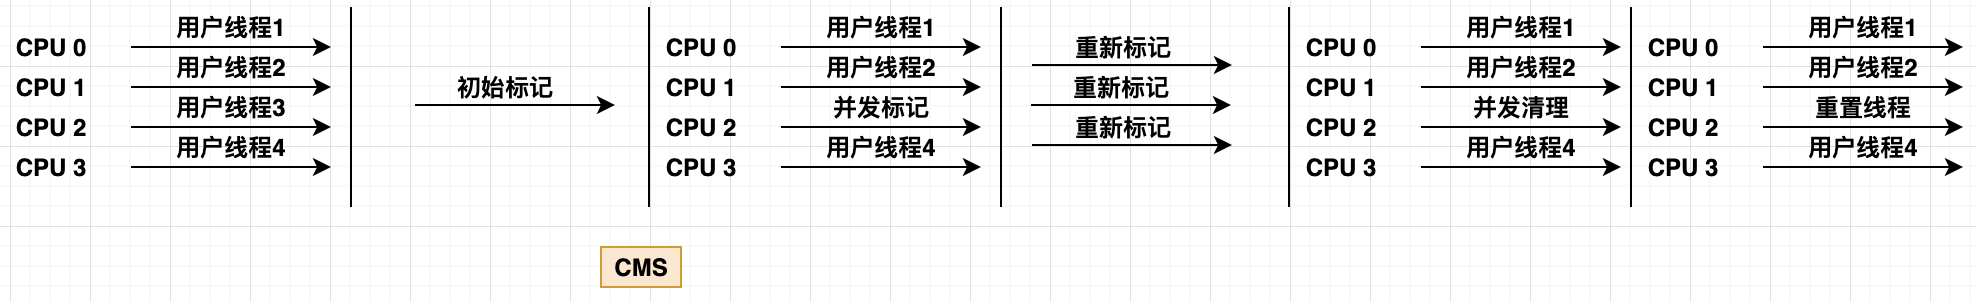 用户线程1
CPU 0
用户线程2
CPU 1
用户线程3
CPU 2
用户线程4
CPU 3
初始标记
用户线程1
CPU 0
用户线程2
CPU 1
并发标记
CPU 2
用户线程4
CPU 3
重新标记
重新标记
重新标记
用户线程1
CPU 0
用户线程2
CPU 1
并发清理
CPU 2
用户线程4
CPU 3
用户线程1
CPU 0
用户线程2
CPU 1
重置线程
CPU 2
用户线程4
CPU 3
CMS